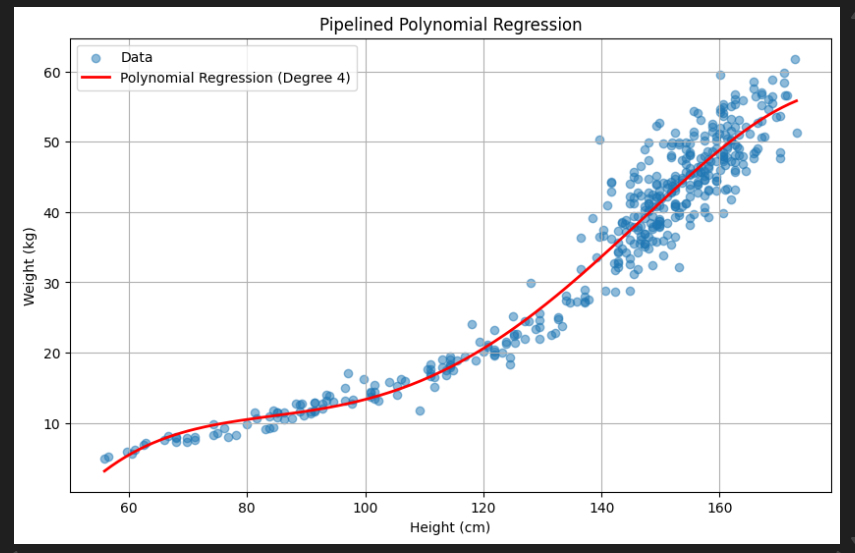 Pipelined Polynomial Regression
Data
Polynomial Regression (Degree 4)
60
50
40
30
20
10
Weight (kg)
60 80 100 120 140 160
Height (cm)